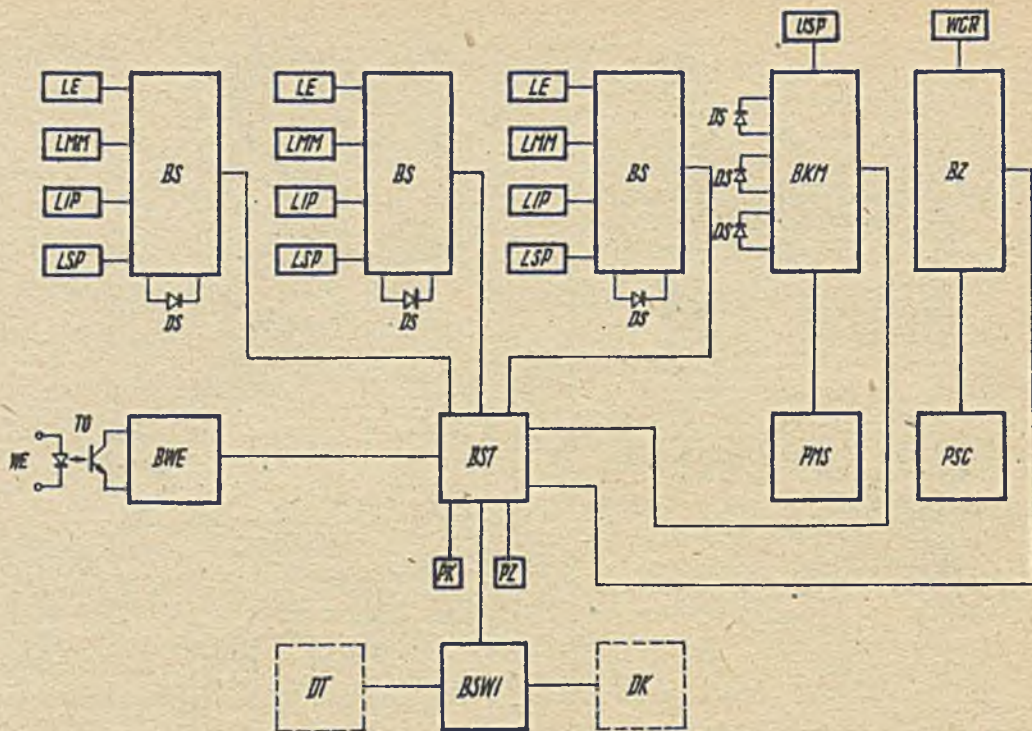 USP WCR
LE LE LE
LMM LMM LMM DS
BS BS BS BKM BZ
DS
LIP LIP LIP
DS
LSP LSP LSP
DS DS DS
TO
WE BWE BST PMS PSC
PK PZ
DT BSWI DK